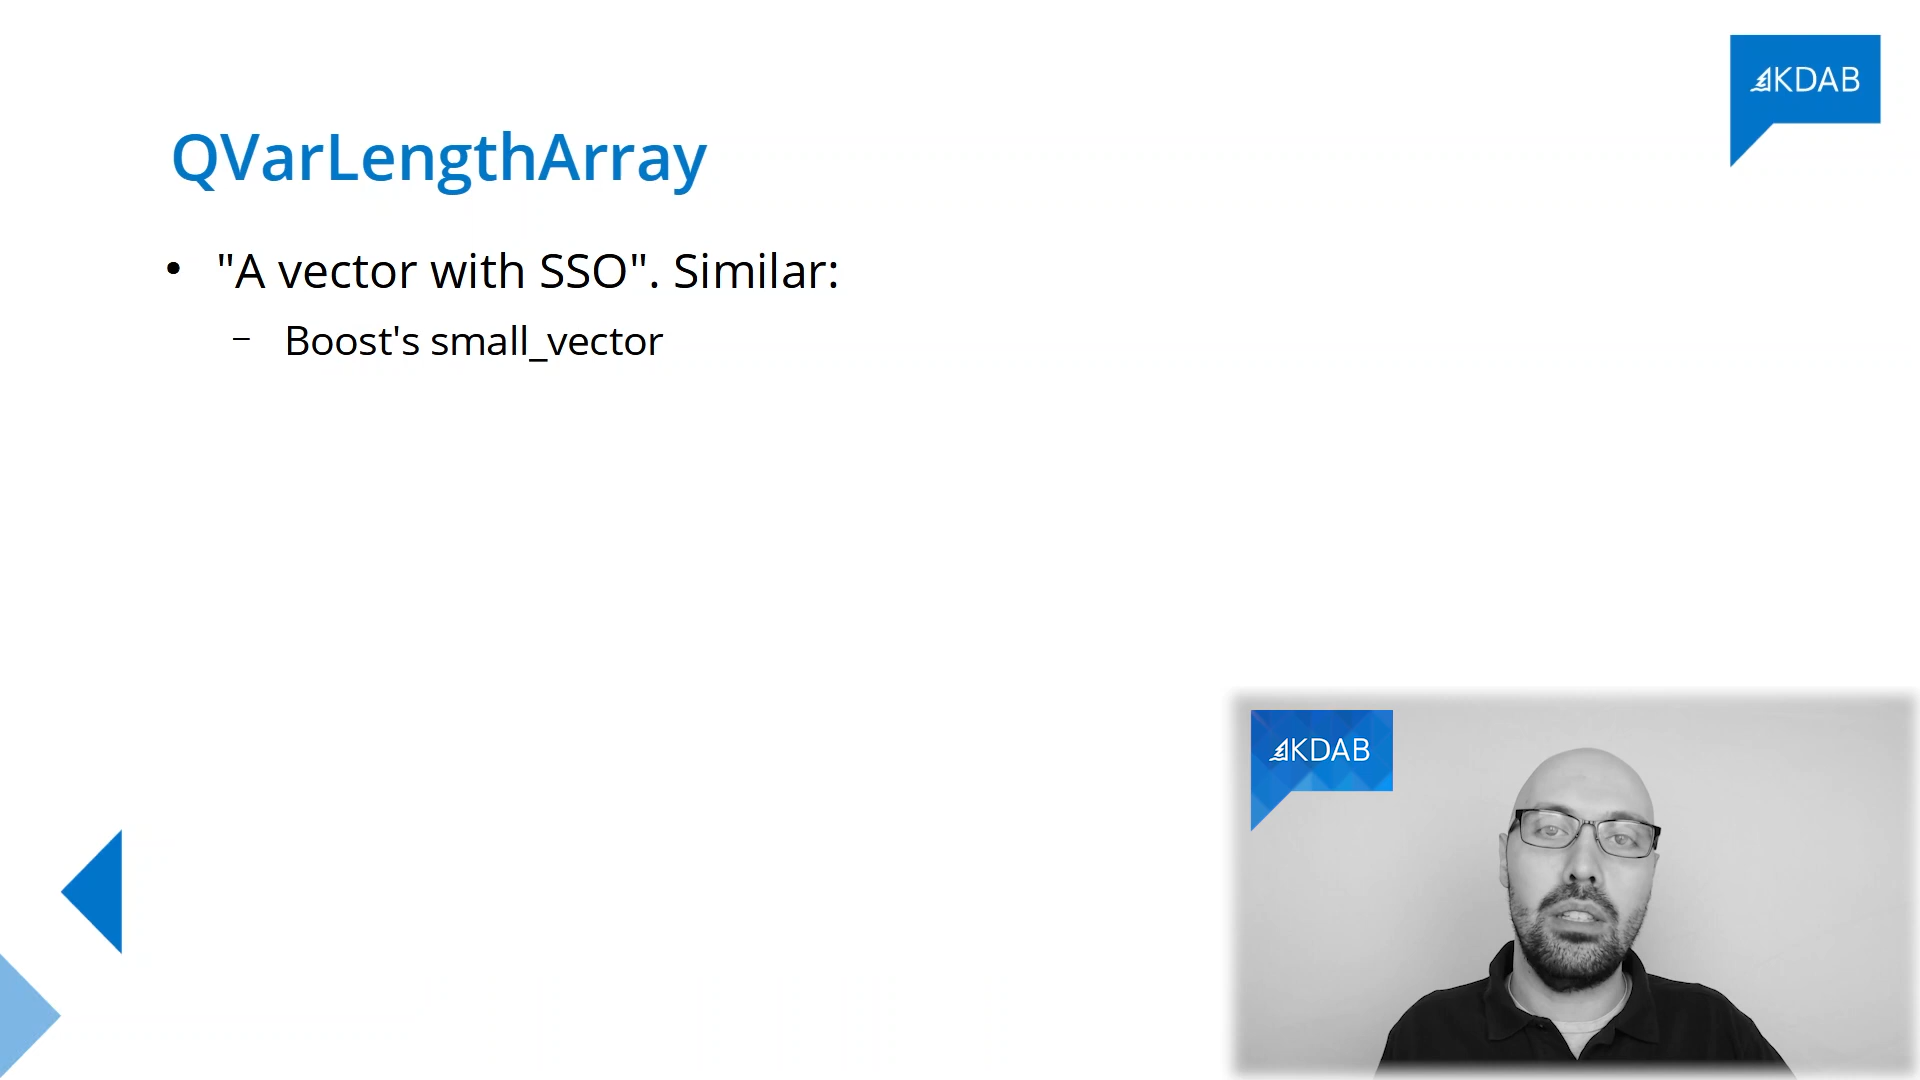 KDAB
QVarLengthArray
• "A vector with SSO". Similar:
– Boost's small_vector
KDAB